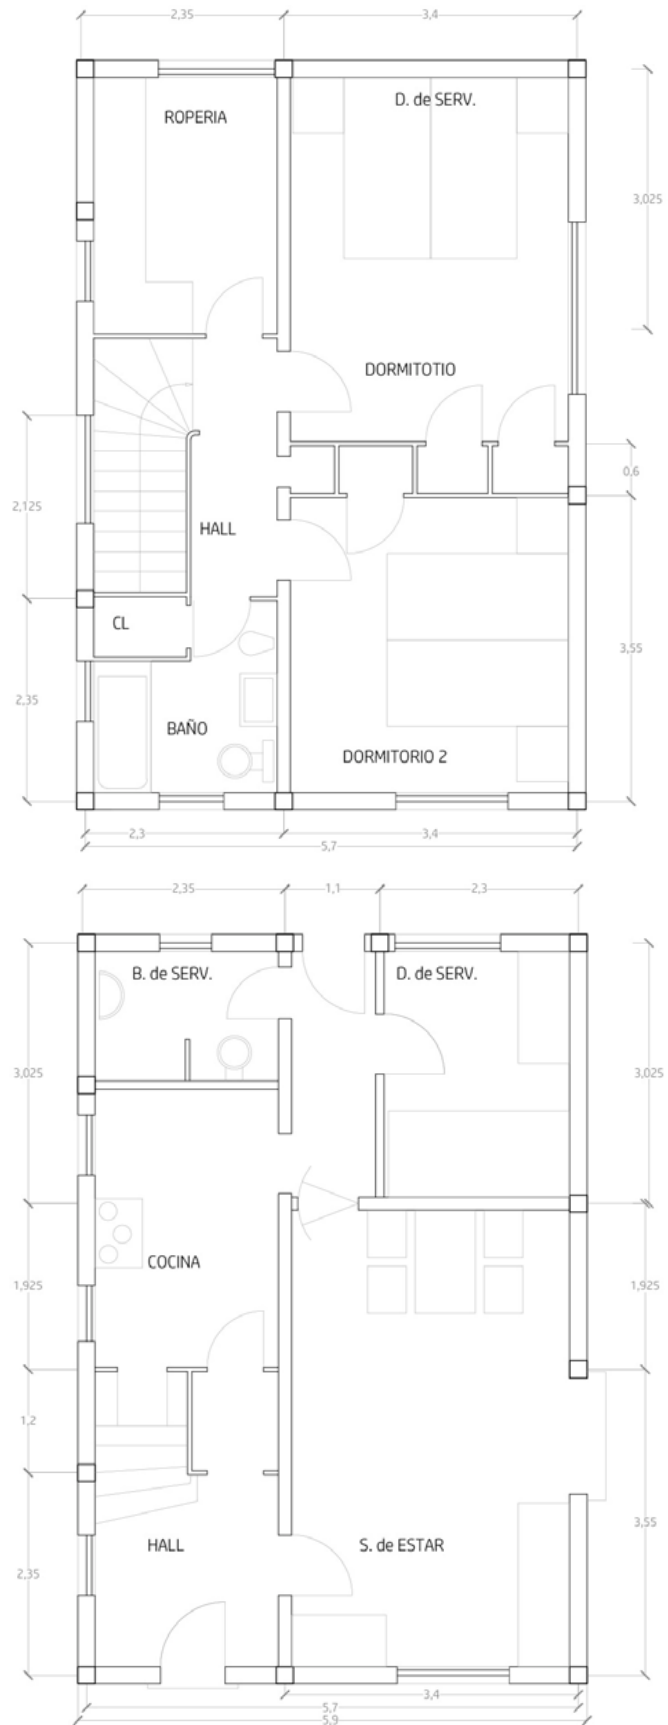 2,35
3,4
ROPERIA
D. de SERV.
3,025
DORMITOTIO
0,6
2,125
HALL
CL
3,55
2,35
BAÑO
DORMITORIO 2
2,3
3,4
5,7
2,35
1,1
2,3
B. de SERV.
D. de SERV.
3,025
3,025
COCINA
1,925
1,925
1,2
HALL
S. de ESTAR
3,55
2,35
3,4
5,7
5,9